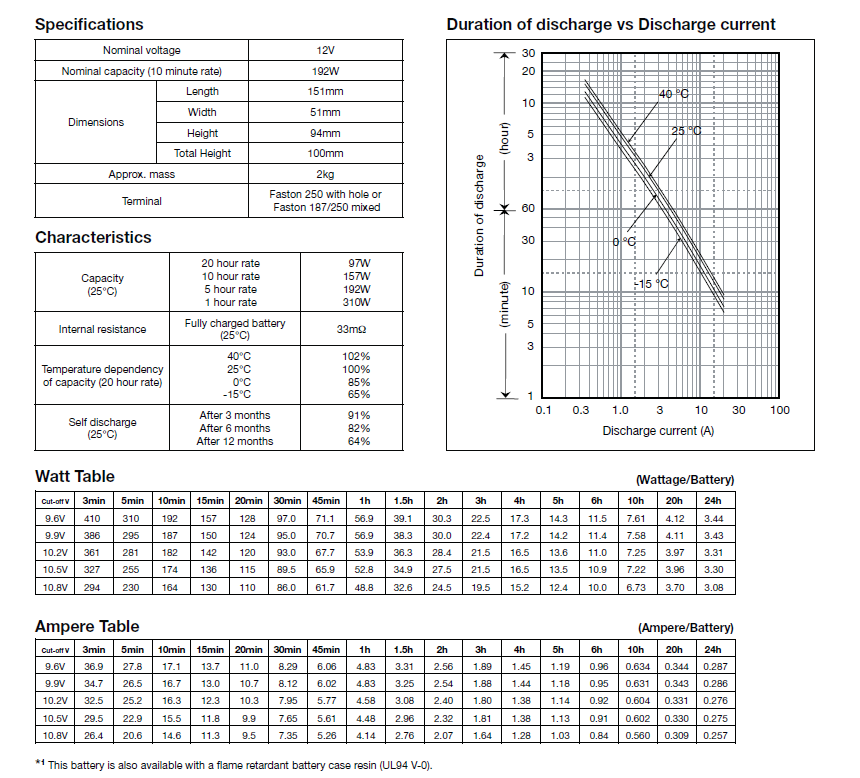 Specifications
Nominal voltage 12V
Nominal capacity (10 minute rate) 192W
Dimensions
Length 151mm
Width 51mm
Height 94mm
Total Height 100mm
Approx. mass 2kg
Terminal Faston 250 with hole or
Faston 187/250 mixed
Characteristics
Capacity
(25°C)
20 hour rate 97W
10 hour rate 157W
5 hour rate 192W
1 hour rate 310W
Internal resistance Fully charged battery
(25°C) 33mΩ
Temperature dependency
of capacity (20 hour rate)
40°C 102%
25°C 100%
0°C 85%
-15°C 65%
Self discharge
(25°C)
After 3 months 91%
After 6 months 82%
After 12 months 64%
Duration of discharge vs Discharge current
Duration of discharge
(hour)
(minute)
30
20
10
5
3
60
30
10
5
3
1
40 °C
25 °C
0 °C
-15 °C
0.1 0.3 1.0 3 10 30 100
Discharge current (A)
Watt Table (Wattage/Battery)
Cut-off V 3min 5min 10min 15min 20min 30min 45min 1h 1.5h 2h 3h 4h 5h 6h 10h 20h 24h
9.6V 410 310 192 157 128 97.0 71.1 56.9 39.1 30.3 22.5 17.3 14.3 11.5 7.61 4.12 3.44
9.9V 386 295 187 150 124 95.0 70.7 56.9 38.3 30.0 22.4 17.2 14.2 11.4 7.58 4.11 3.43
10.2V 361 281 182 142 120 93.0 67.7 53.9 36.3 28.4 21.5 16.5 13.6 11.0 7.25 3.97 3.31
10.5V 327 255 174 136 115 89.5 65.9 52.8 34.9 27.5 21.5 16.5 13.5 10.9 7.22 3.96 3.30
10.8V 294 230 164 130 110 86.0 61.7 48.8 32.6 24.5 19.5 15.2 12.4 10.0 6.73 3.70 3.08
Ampere Table (Ampere/Battery)
Cut-off V 3min 5min 10min 15min 20min 30min 45min 1h 1.5h 2h 3h 4h 5h 6h 10h 20h 24h
9.6V 36.9 27.8 17.1 13.7 11.0 8.29 6.06 4.83 3.31 2.56 1.89 1.45 1.19 0.96 0.634 0.344 0.287
9.9V 34.7 26.5 16.7 13.0 10.7 8.12 6.02 4.83 3.25 2.54 1.88 1.44 1.18 0.95 0.631 0.343 0.286
10.2V 32.5 25.2 16.3 12.3 10.3 7.95 5.77 4.58 3.08 2.40 1.80 1.38 1.14 0.92 0.604 0.331 0.276
10.5V 29.5 22.9 15.5 11.8 9.9 7.65 5.61 4.48 2.96 2.32 1.81 1.38 1.13 0.91 0.602 0.330 0.275
10.8V 26.4 20.6 14.6 11.3 9.5 7.35 5.26 4.14 2.76 2.07 1.64 1.28 1.03 0.84 0.560 0.309 0.257
*1 This battery is also available with a flame retardant battery case resin (UL94 V-0).